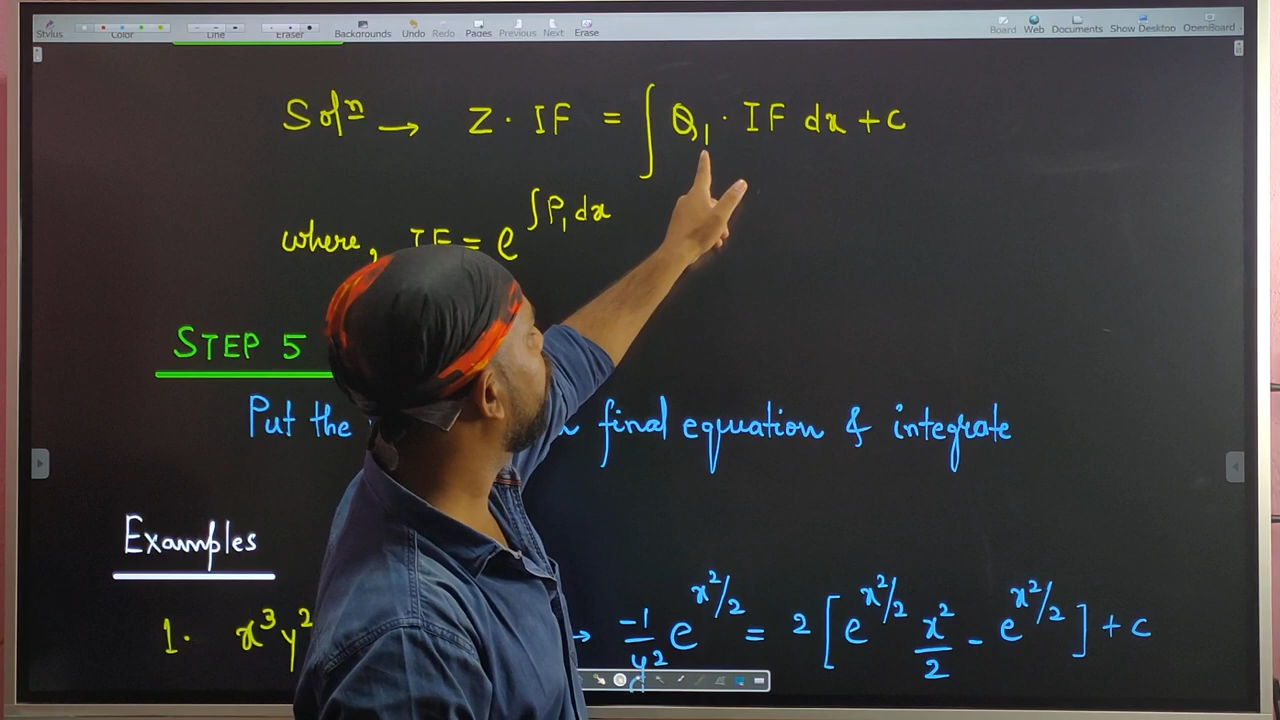 Stylus Color Line Eraser Backgrounds Undo Redo Pages Previous Next Erase Board Web Documents Show Desktop OpenBoard
Solⁿ → Z · IF = ∫ Q₁ · IF dx + c
where, IF = e^∫P₁dx
STEP 5
Put the final equation & integrate
Examples
1. x³y² → -1/y² e^x²/2 = 2 [e^x²/2 x²/2 - e^x²/2] + c